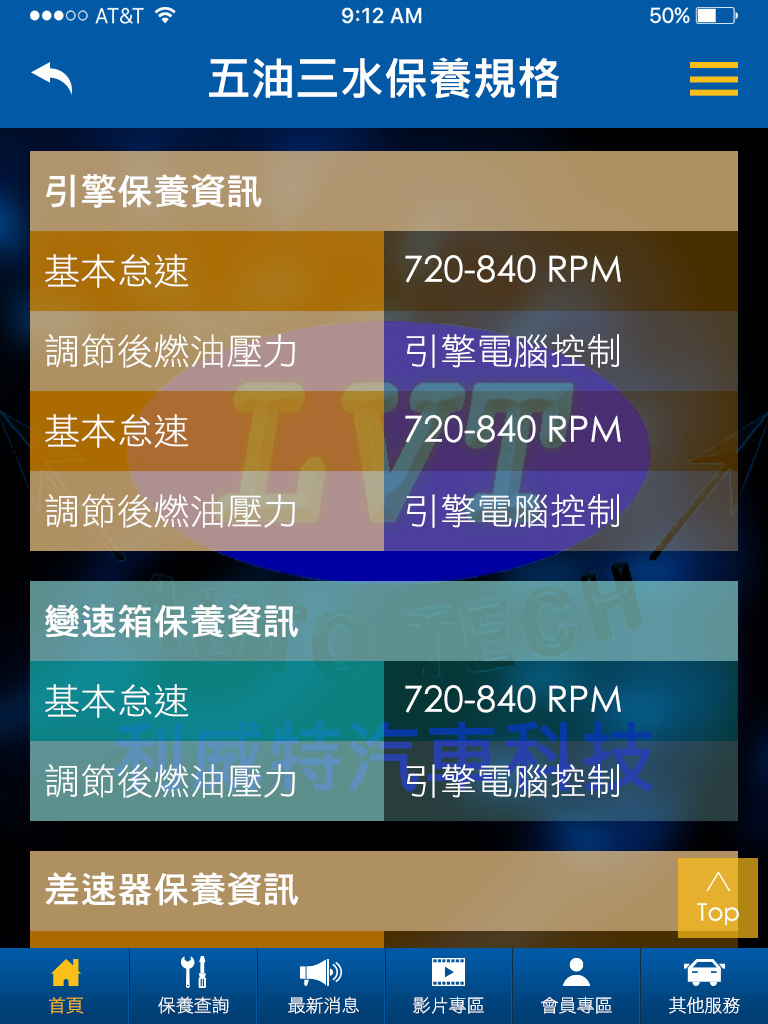 AT&T 9:12 AM 50%
五油三水保養規格
引擎保養資訊
基本怠速 720-840 RPM
調節後燃油壓力 引擎電腦控制
基本怠速 720-840 RPM
調節後燃油壓力 引擎電腦控制
LVT
AUTO TECH
變速箱保養資訊
基本怠速 720-840 RPM
利威特汽車科技
調節後燃油壓力 引擎電腦控制
差速器保養資訊
Top
首頁 保養查詢 最新消息 影片專區 會員專區 其他服務